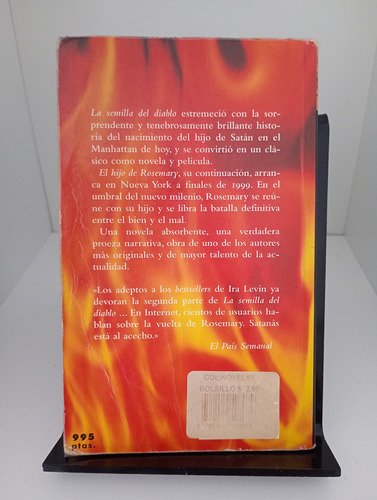 La semilla del diablo estremeció con la sor-
prendente y tenebrosamente brillante histo-
ria del nacimiento del hijo de Satán en el
Manhattan de hoy, y se convirtió en un clá-
sico como novela y película.
El hijo de Rosemary, su continuación, arran-
ca en Nueva York a finales de 1999. En el
umbral del nuevo milenio, Rosemary se reú-
ne con su hijo y se libra la batalla definitiva
entre el bien y el mal.
Una novela absorbente, una verdadera
proeza narrativa, obra de uno de los autores
más originales y de mayor talento de la ac-
tualidad.
«Los adeptos a los bestsellers de Ira Levin ya
devoran la segunda parte de La semilla del
diablo ... En Internet, cientos de usuarios ha-
blan sobre la vuelta de Rosemary. Satanás
está al acecho.»
El País Semanal
NOVELAS
BOLSILLO
995
ptas.